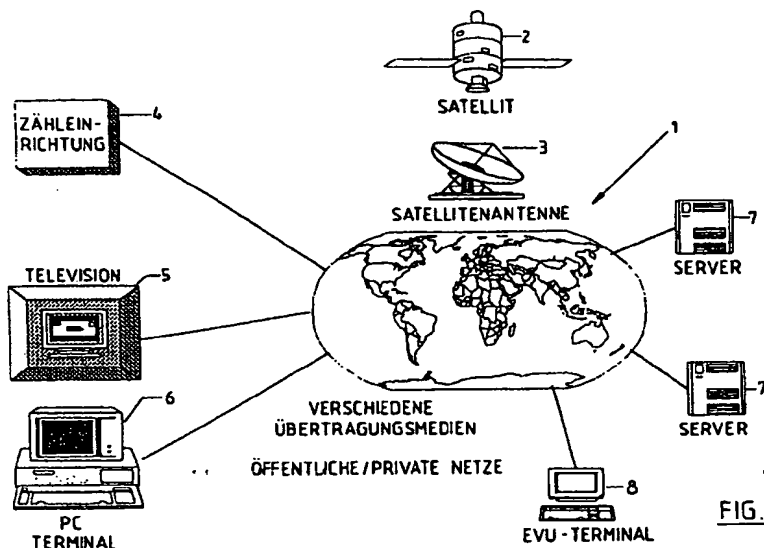 2
SATELLIT
4
ZÄHLEIN-
RICHTUNG
3
1
SATELLITENANTENNE
7
SERVER
TELEVISION
5
6
VERSCHIEDENE
ÜBERTRAGUNGSMEDIEN
7
SERVER
ÖFFENTLICHE/PRIVATE NETZE
PC
TERMINAL
8
EVU-TERMINAL
FIG.